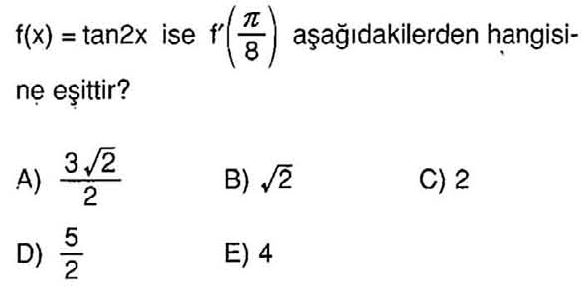 f(x) = tan2x ise f'(π/8) aşağıdakilerden hangisi-
ne eşittir?
A) 3√2/2 B) √2 C) 2
D) 5/2 E) 4